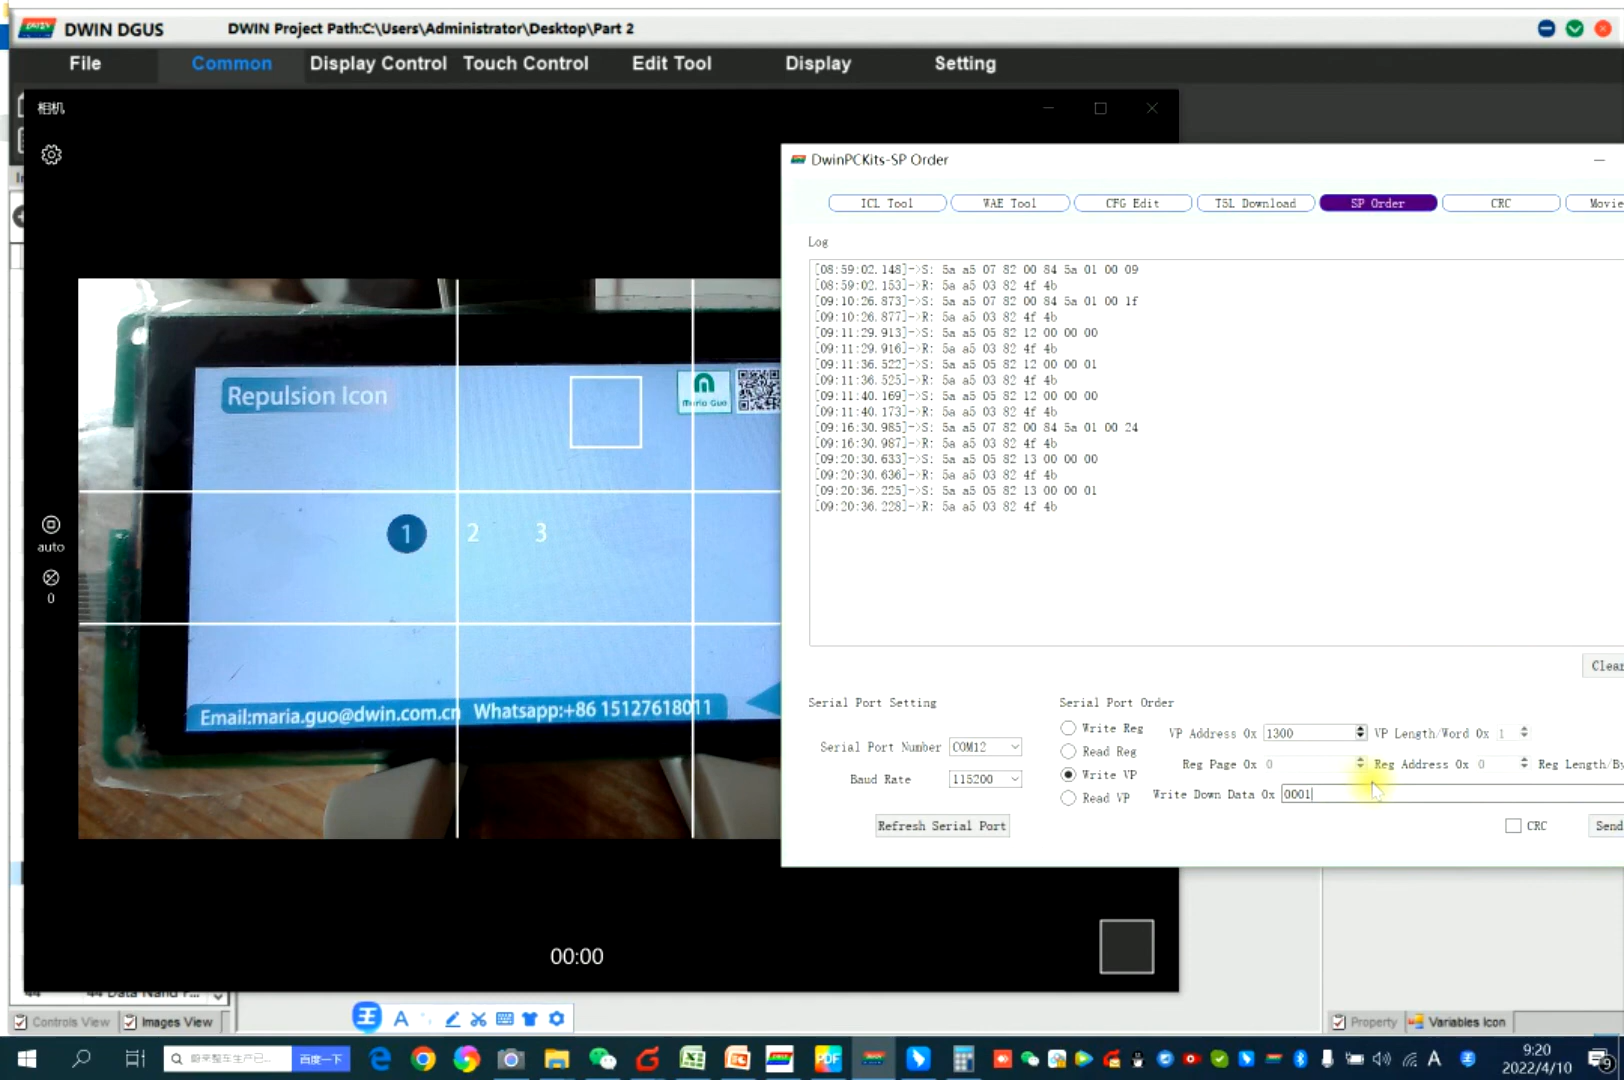 DWIN DGUS
DWIN Project Path:C:\Users\Administrator\Desktop\Part 2
File Common Display Control Touch Control Edit Tool Display Setting
相机
DwinPCKits-SP Order
ICL Tool WAE Tool CFG Edit T5L Download SP Order CRC Movie
Log
[08:59:02.148]->S: 5a a5 07 82 00 84 5a 01 00 09
[08:59:02.153]->R: 5a a5 03 82 4f 4b
[09:10:26.873]->S: 5a a5 07 82 00 84 5a 01 00 1f
[09:10:26.877]->R: 5a a5 03 82 4f 4b
[09:11:29.913]->S: 5a a5 05 82 12 00 00 00
[09:11:29.916]->R: 5a a5 03 82 4f 4b
[09:11:36.522]->S: 5a a5 05 82 12 00 00 01
[09:11:36.525]->R: 5a a5 03 82 4f 4b
[09:11:40.169]->S: 5a a5 05 82 12 00 00 00
[09:11:40.173]->R: 5a a5 03 82 4f 4b
[09:16:30.985]->S: 5a a5 07 82 00 84 5a 01 00 24
[09:16:30.987]->R: 5a a5 03 82 4f 4b
[09:20:30.633]->S: 5a a5 05 82 13 00 00 00
[09:20:30.636]->R: 5a a5 03 82 4f 4b
[09:20:36.225]->S: 5a a5 05 82 13 00 00 01
[09:20:36.228]->R: 5a a5 03 82 4f 4b
Repulsion Icon
Maria Guo
1 2 3
auto
0
Email:maria.guo@dwin.com.cn Whatsapp:+86 15127618011
Clear
Serial Port Setting
Serial Port Number COM12
Baud Rate 115200
Refresh Serial Port
Serial Port Order
Write Reg
Read Reg
Write VP
Read VP
VP Address 0x 1300 VP Length/Word 0x 1
Reg Page 0x 0 Reg Address 0x 0 Reg Length/By
Write Down Data 0x 0001
CRC Send
00:00
Controls View Images View
Property Variables Icon
百度一下
PDF
9:20
2022/4/10
9